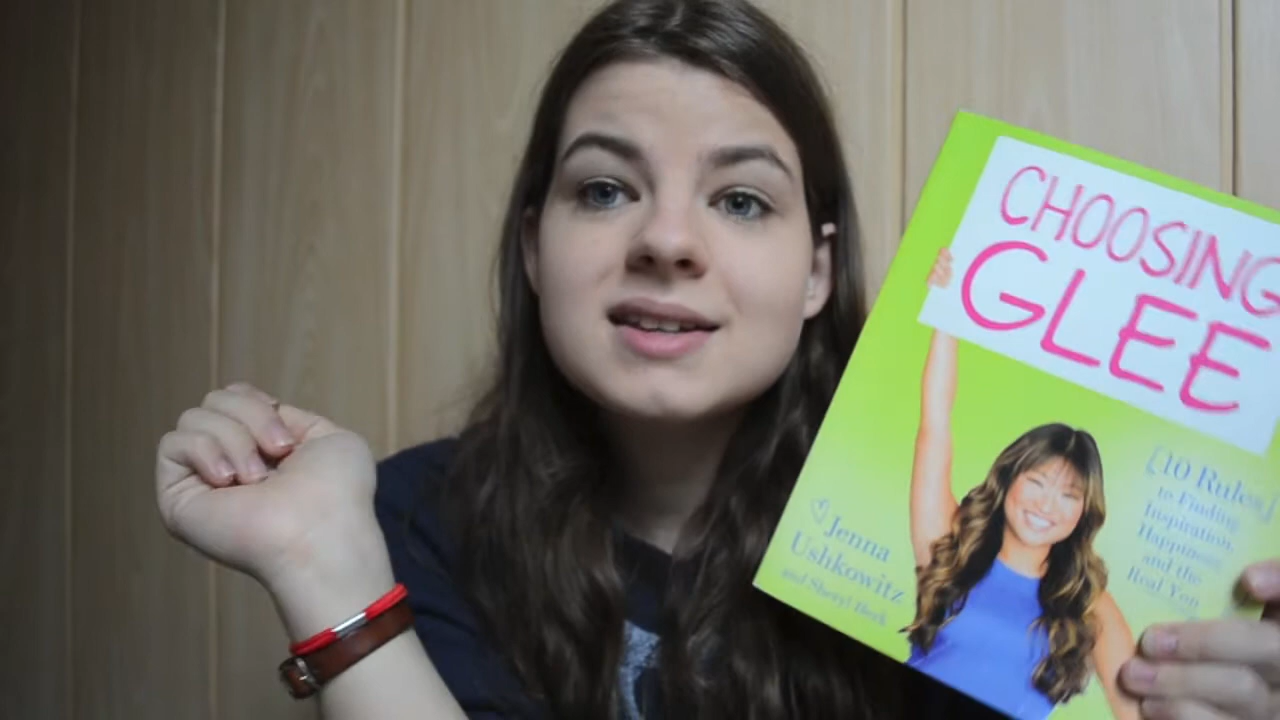 CHOOSING
GLEE
[10 Rules]
to Finding
Inspiration,
Happiness,
and the
Real You
Jenna
Ushkowitz
and Sheryl Berk